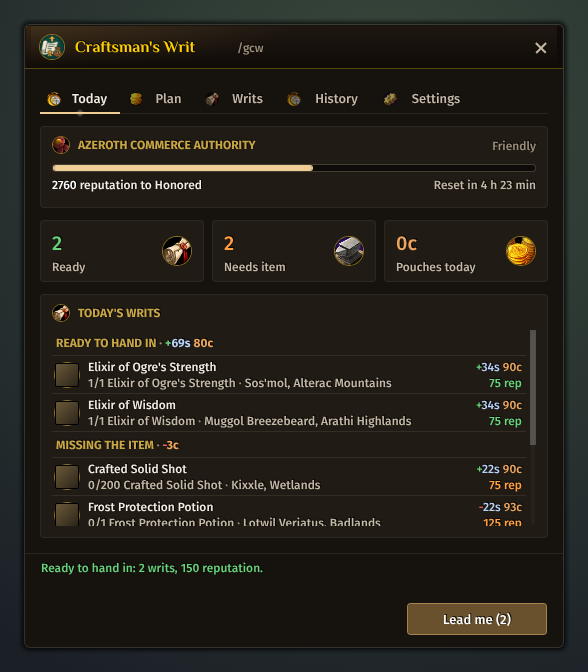 Craftsman's Writ /gcw
Today Plan Writs History Settings
AZEROTH COMMERCE AUTHORITY Friendly
2760 reputation to Honored Reset in 4 h 23 min
2 2 0c
Ready Needs item Pouches today
TODAY'S WRITS
READY TO HAND IN · +69s 80c
Elixir of Ogre's Strength +34s 90c
1/1 Elixir of Ogre's Strength · Sos'mol, Alterac Mountains 75 rep
Elixir of Wisdom +34s 90c
1/1 Elixir of Wisdom · Muggol Breezebeard, Arathi Highlands 75 rep
MISSING THE ITEM · -3c
Crafted Solid Shot +22s 90c
0/200 Crafted Solid Shot · Kixxle, Wetlands 75 rep
Frost Protection Potion -22s 93c
0/1 Frost Protection Potion · Lotwil Veriatus, Badlands 125 rep
Ready to hand in: 2 writs, 150 reputation.
Lead me (2)